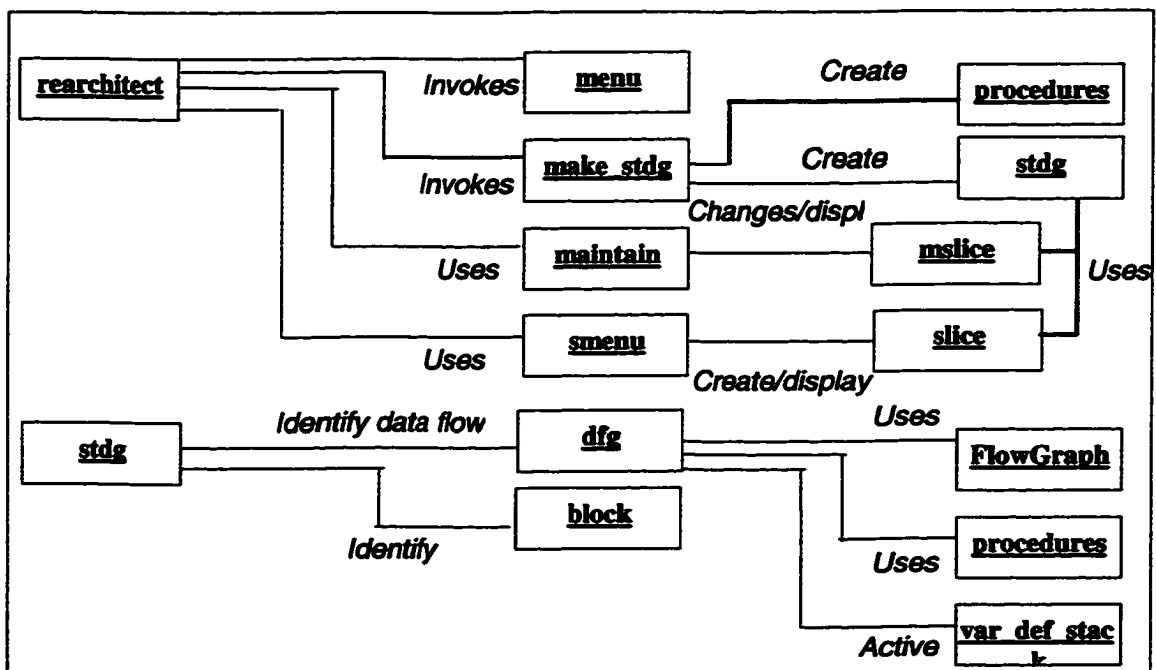 rearchitect
Invokes
menu
Create
procedures
Invokes
make_stdg
Create
stdg
Changes/displ
Uses
maintain
mslice
Uses
Uses
smenu
slice
Create/display
stdg
Identify data flow
dfg
Uses
FlowGraph
Identify
block
Uses
procedures
Active
var_def_stac
k